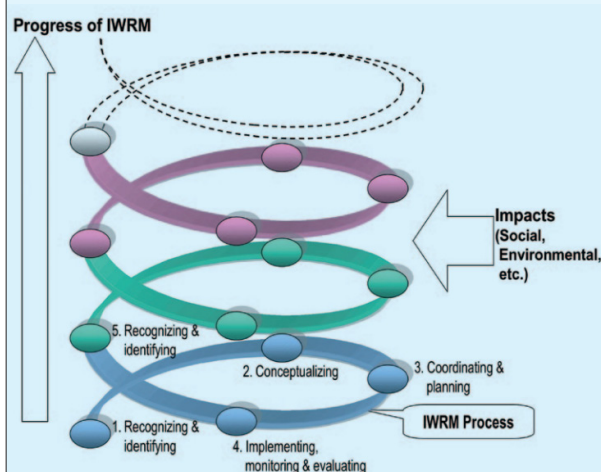 Progress of IWRM
Impacts
(Social,
Environmental,
etc.)
5. Recognizing &
identifying
2. Conceptualizing
3. Coordinating &
planning
1. Recognizing &
identifying
IWRM Process
4. Implementing,
monitoring & evaluating